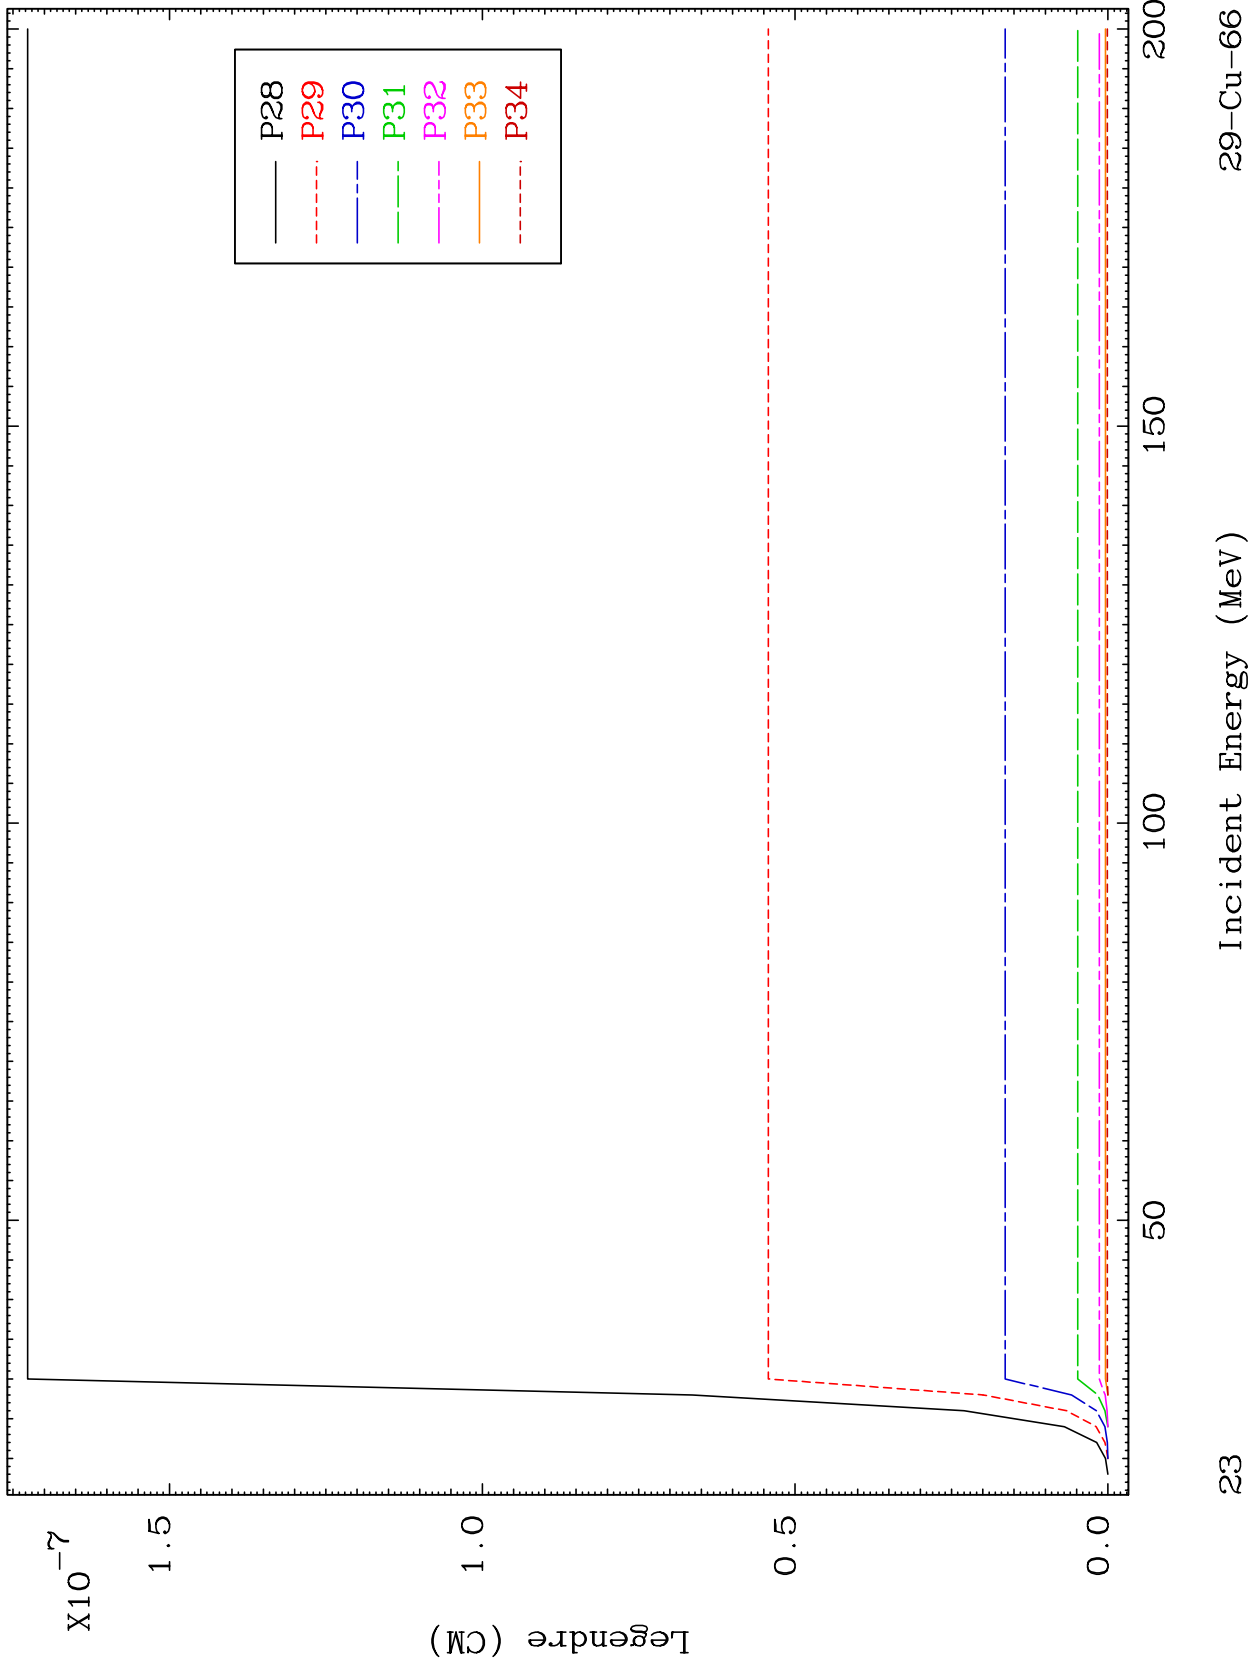 X10-7
1.5
1.0
0.5
0.0
Legendre (CM)
P28
P29
P30
P31
P32
P33
P34
50
100
150
200
23
Incident Energy (MeV)
29-Cu-66